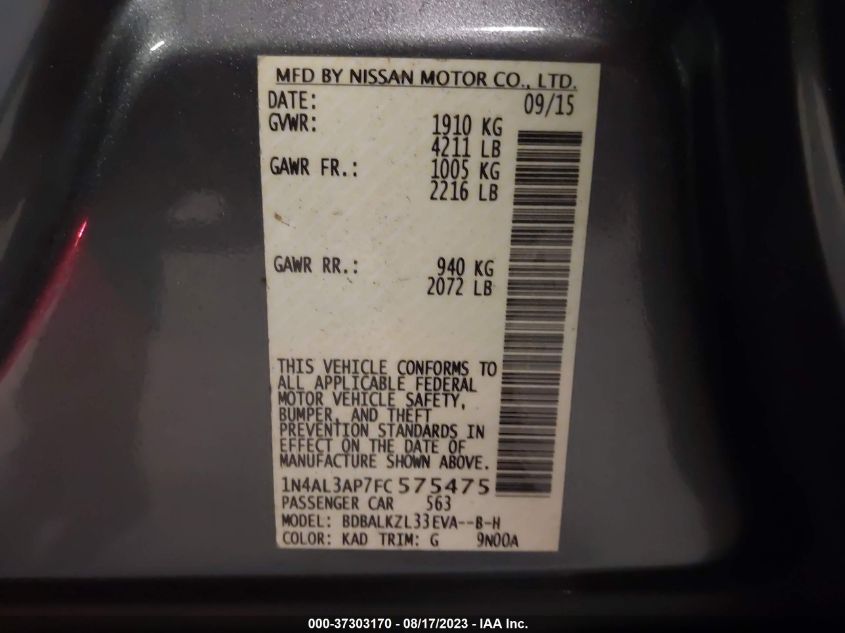 MFD BY NISSAN MOTOR CO., LTD.
DATE: 09/15
GVWR: 1910 KG
4211 LB
GAWR FR.: 1005 KG
2216 LB
GAWR RR.: 940 KG
2072 LB
THIS VEHICLE CONFORMS TO
ALL APPLICABLE FEDERAL
MOTOR VEHICLE SAFETY,
BUMPER, AND THEFT
PREVENTION STANDARDS IN
EFFECT ON THE DATE OF
MANUFACTURE SHOWN ABOVE.
1N4AL3AP7FC575475
PASSENGER CAR 563
MODEL: BDBALKZL33EVA--B-H
COLOR: KAD TRIM: G 9N00A
000-37303170 - 08/17/2023 - IAA Inc.